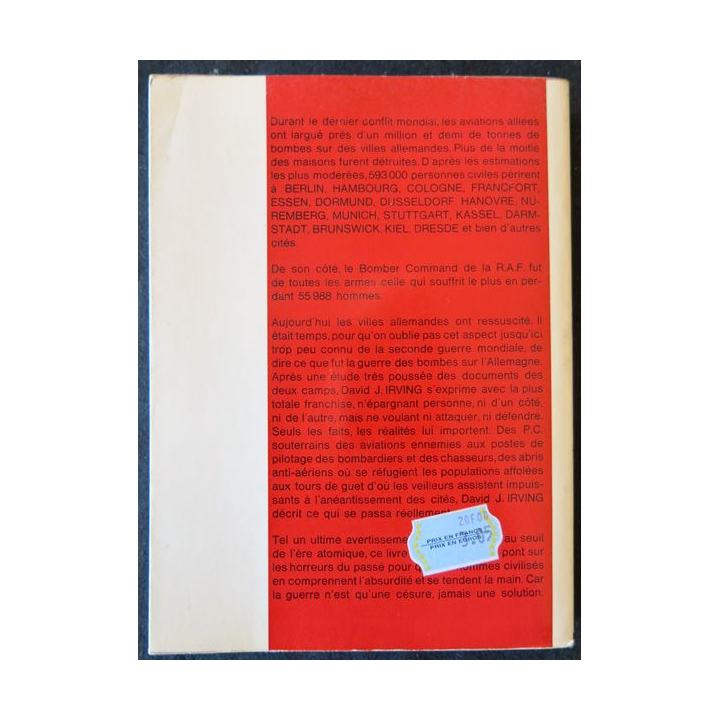 Durant le dernier conflit mondial, les aviations alliées
ont largué près d'un million et demi de tonnes de
bombes sur des villes allemandes. Plus de la moitié
des maisons furent détruites. D'après les estimations
les plus modérées, 593 000 personnes civiles périrent
à BERLIN, HAMBOURG, COLOGNE, FRANCFORT,
ESSEN, DORMUND, DUSSELDORF HANOVRE, NU-
REMBERG, MUNICH, STUTTGART, KASSEL, DARM-
STADT, BRUNSWICK, KIEL, DRESDE et bien d'autres
cités.
De son côté, le Bomber Command de la R.A.F. fut
de toutes les armes celle qui souffrit le plus en per-
dant 55 988 hommes.
Aujourd'hui les villes allemandes ont ressuscité. Il
était temps, pour qu'on oublie pas cet aspect jusqu'ici
trop peu connu de la seconde guerre mondiale, de
dire ce que fut la guerre des bombes sur l'Allemagne.
Après une étude très poussée des documents des
deux camps, David J. IRVING s'exprime avec la plus
totale franchise, n'épargnant personne, ni d'un côté,
ni de l'autre, mais ne voulant ni attaquer, ni défendre.
Seuls les faits, les réalités lui importent. Des P.C.
souterrains des aviations ennemies aux postes de
pilotage des bombardiers et des chasseurs, des abris
anti-aériens où se réfugient les populations affolées
aux tours de guet d'où les veilleurs assistent impuis-
sants à l'anéantissement des cités, David J. IRVING
décrit ce qui se passa réellement
20F00
PRIX EN FRANCS
PRIX EN EUROS
3.05
Tel un ultime avertisseme au seuil
de l'ère atomique, ce livre pont sur
les horreurs du passé pour ommes civilisés
en comprennent l'absurdité et se tendent la main. Car
la guerre n'est qu'une césure, jamais une solution.